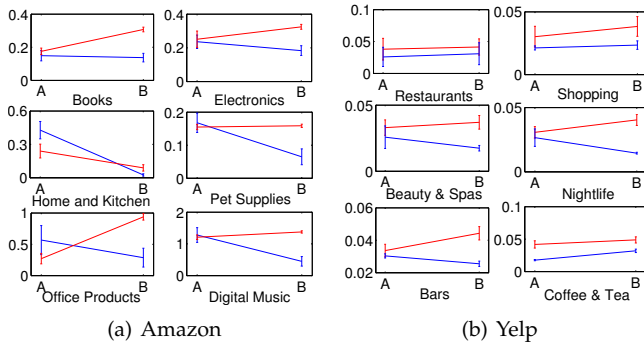 0.4
0.2
0
A B
Books
0.4
0.2
0
A B
Electronics
0.6
0.3
0
A B
Home and Kitchen
0.2
0.1
0
A B
Pet Supplies
1
0.5
0
A B
Office Products
2
1
0
A B
Digital Music
(a) Amazon
0.1
0.05
0
A B
Restaurants
0.05
0
A B
Shopping
0.05
0
A B
Beauty & Spas
0.05
0
A B
Nightlife
0.06
0.04
0.02
A B
Bars
0.1
0.05
0
A B
Coffee & Tea
(b) Yelp